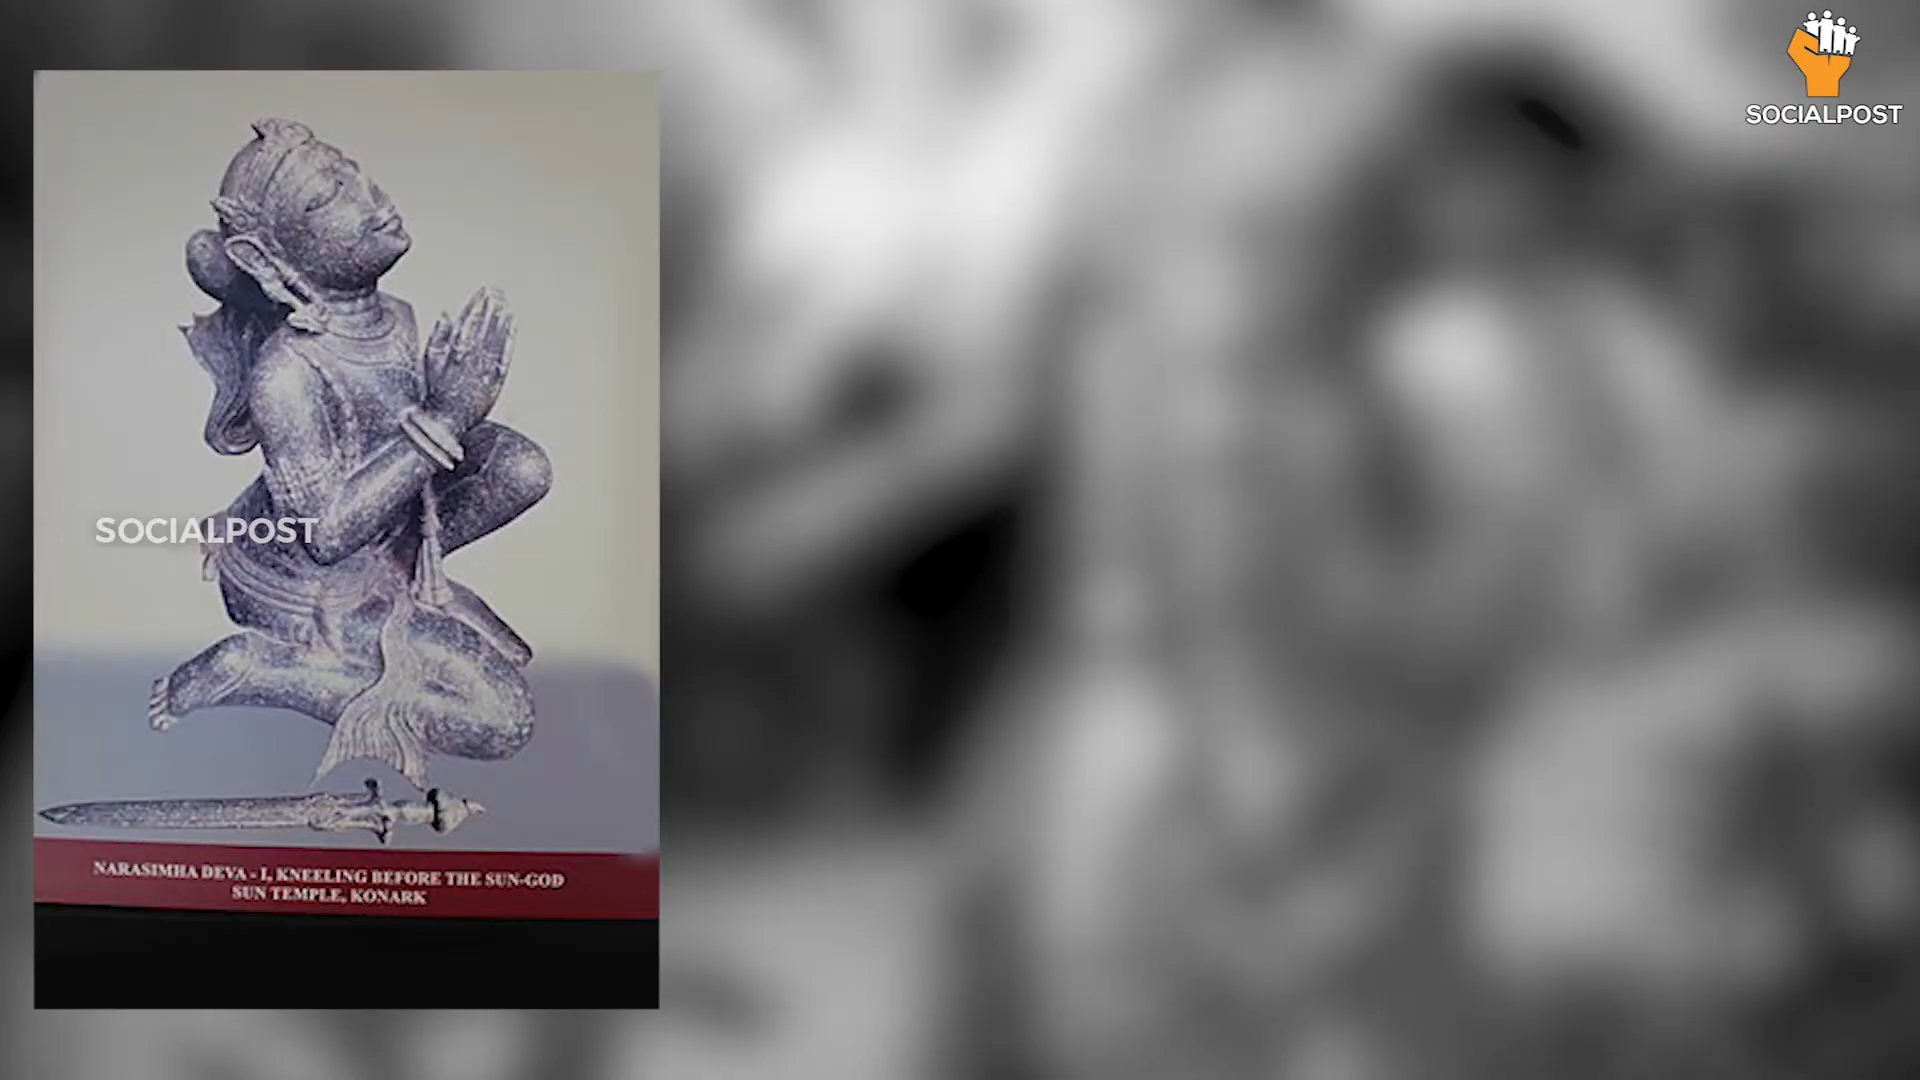 SOCIALPOST
SOCIALPOST
NARASIMHA DEVA - I, KNEELING BEFORE THE SUN-GOD
SUN TEMPLE, KONARK